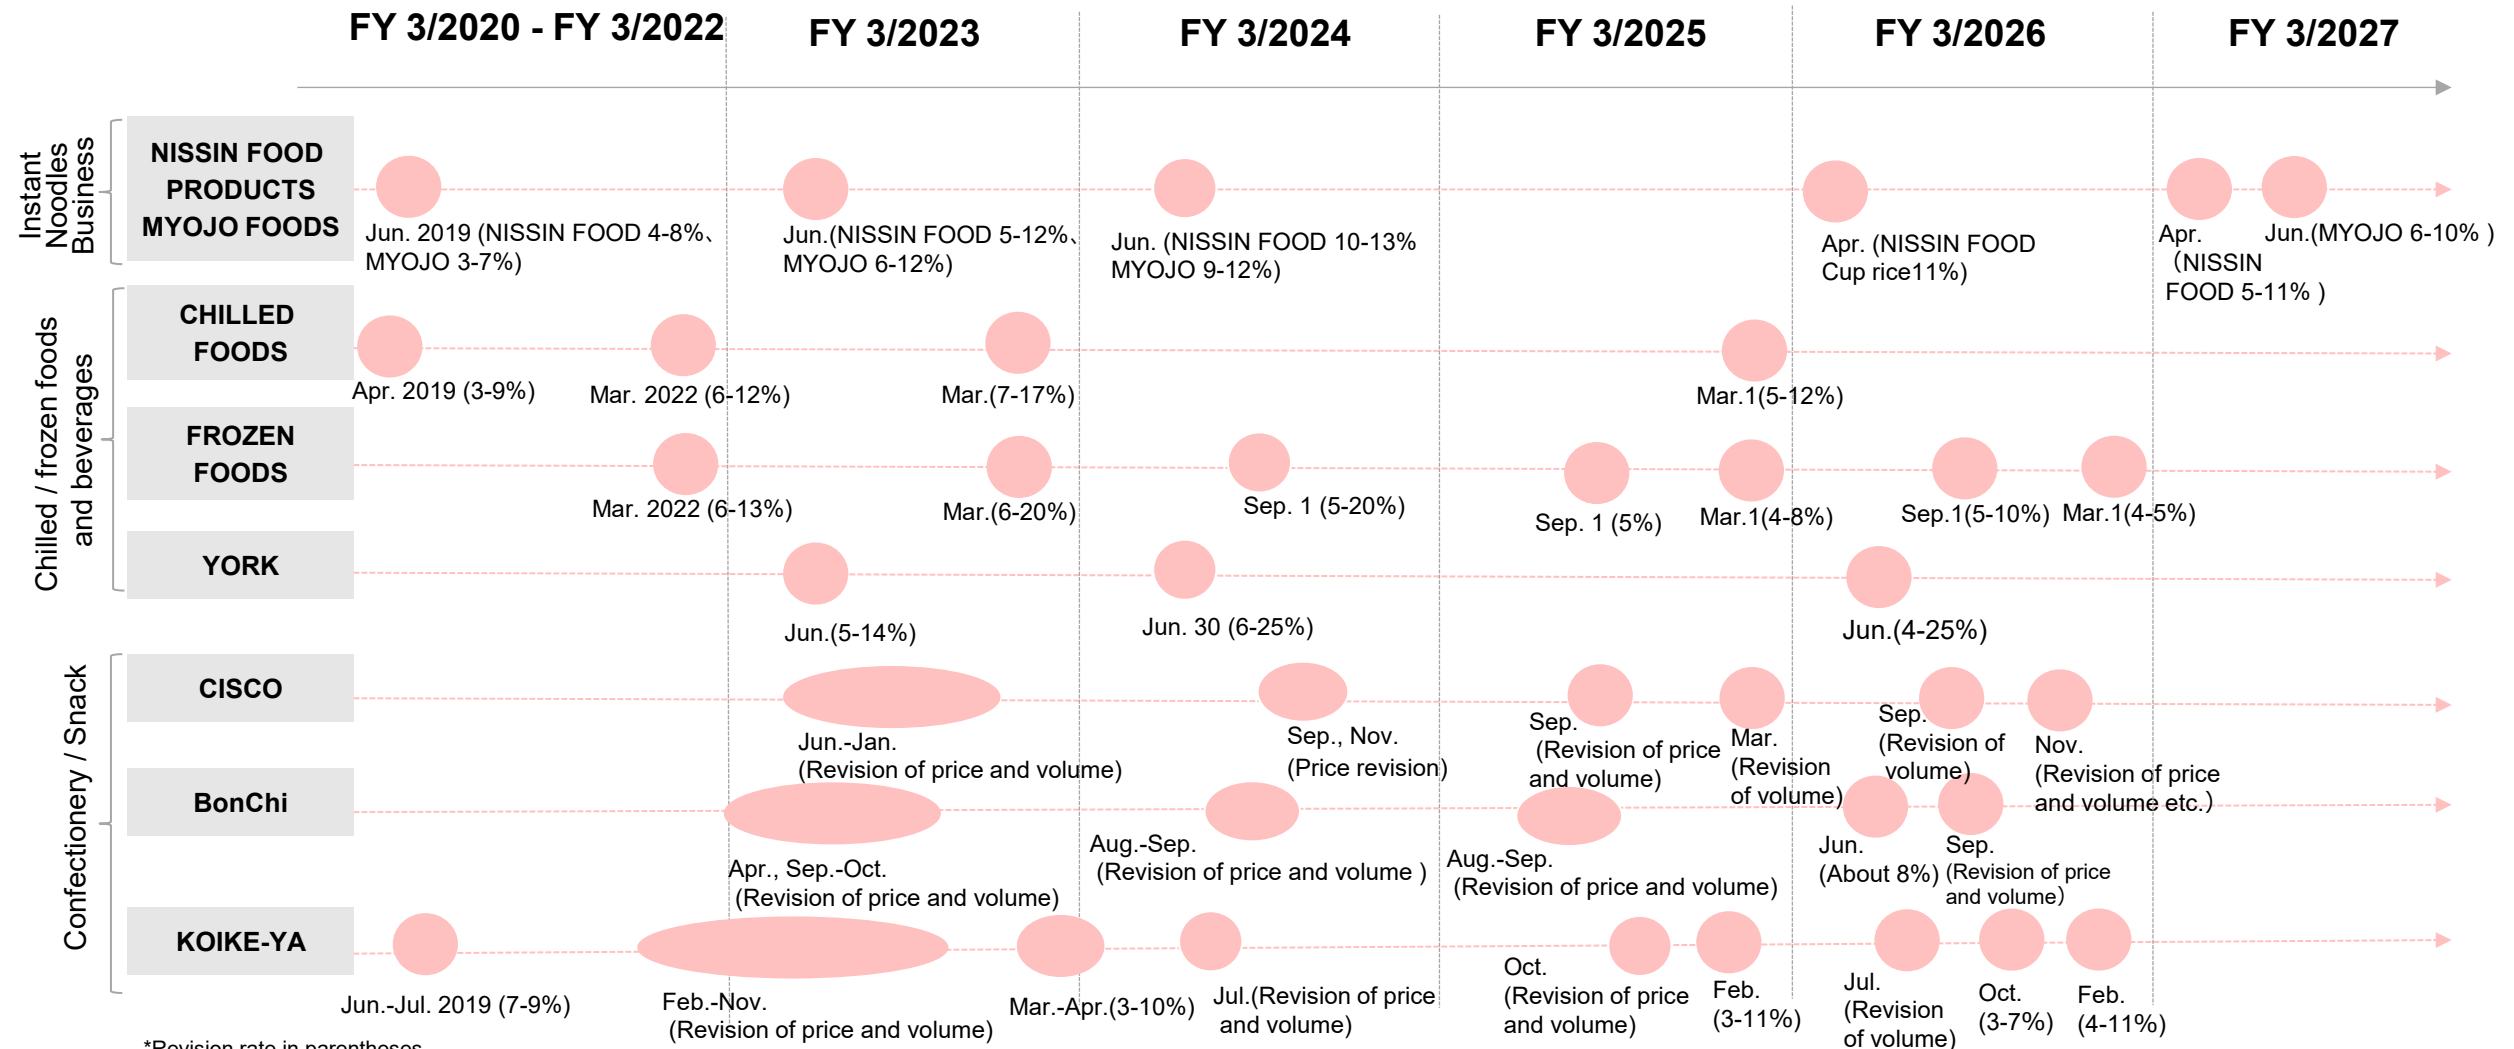 FY 3/2020 - FY 3/2022
FY 3/2023
FY 3/2024
FY 3/2025
FY 3/2026
FY 3/2027
Instant
Noodles
Business
NISSIN FOOD
PRODUCTS
MYOJO FOODS
Jun. 2019 (NISSIN FOOD 4-8%、
MYOJO 3-7%)
Jun.(NISSIN FOOD 5-12%、
MYOJO 6-12%)
Jun. (NISSIN FOOD 10-13%
MYOJO 9-12%)
Apr. (NISSIN FOOD
Cup rice11%)
Apr.
（NISSIN
FOOD 5-11% )
Jun.(MYOJO 6-10% )
Chilled / frozen foods
and beverages
CHILLED
FOODS
Apr. 2019 (3-9%)
Mar. 2022 (6-12%)
Mar.(7-17%)
Mar.1(5-12%)
FROZEN
FOODS
Mar. 2022 (6-13%)
Mar.(6-20%)
Sep. 1 (5-20%)
Sep. 1 (5%)
Mar.1(4-8%)
Sep.1(5-10%)
Mar.1(4-5%)
YORK
Jun.(5-14%)
Jun. 30 (6-25%)
Jun.(4-25%)
Confectionery / Snack
CISCO
Jun.-Jan.
(Revision of price and volume)
Sep., Nov.
(Price revision)
Sep.
(Revision of price
and volume)
Mar.
(Revision
of volume)
Sep.
(Revision of
volume)
Nov.
(Revision of price
and volume etc.)
BonChi
Apr., Sep.-Oct.
(Revision of price and volume)
Aug.-Sep.
(Revision of price and volume )
Aug.-Sep.
(Revision of price and volume)
Jun.
(About 8%)
Sep.
(Revision of price
and volume)
KOIKE-YA
Jun.-Jul. 2019 (7-9%)
Feb.-Nov.
(Revision of price and volume)
Mar.-Apr.(3-10%)
Jul.(Revision of price
and volume)
Oct.
(Revision of price
and volume)
Feb.
(3-11%)
Jul.
(Revision
of volume)
Oct.
(3-7%)
Feb.
(4-11%)
*Revision rate in parentheses